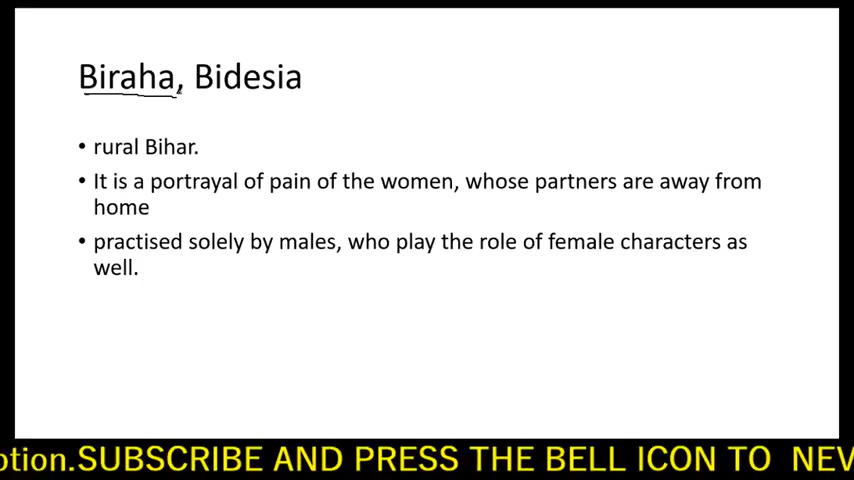 Biraha, Bidesia
• rural Bihar.
• It is a portrayal of pain of the women, whose partners are away from
home
• practised solely by males, who play the role of female characters as
well.
SUBSCRIBE AND PRESS THE BELL ICON TO